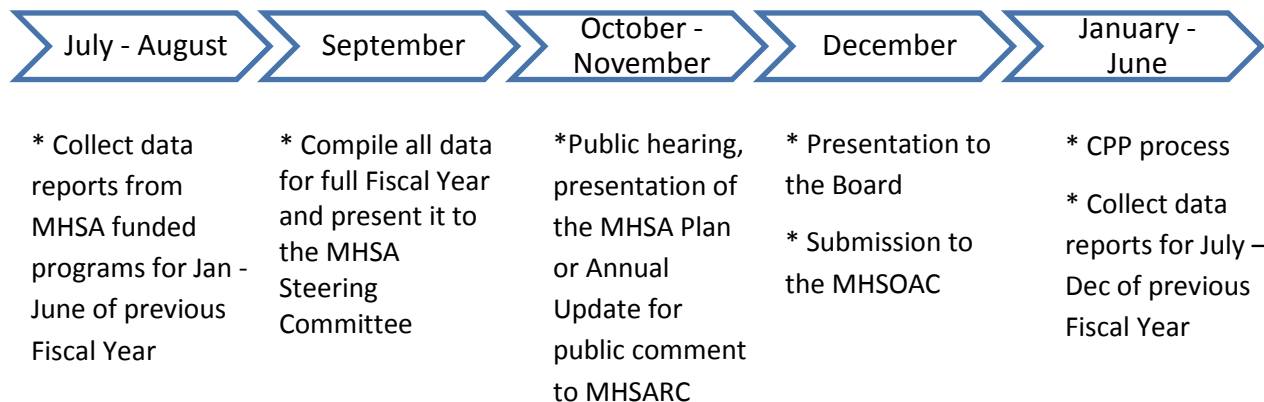 July - August
September
October -
November
December
January -
June
* Collect data
reports from
MHSA funded
programs for Jan -
June of previous
Fiscal Year
* Compile all data
for full Fiscal Year
and present it to
the MHSA
Steering
Committee
*Public hearing,
presentation of
the MHSA Plan
or Annual
Update for
public comment
to MHSARC
* Presentation to
the Board
* Submission to
the MHSOAC
* CPP process
* Collect data
reports for July –
Dec of previous
Fiscal Year